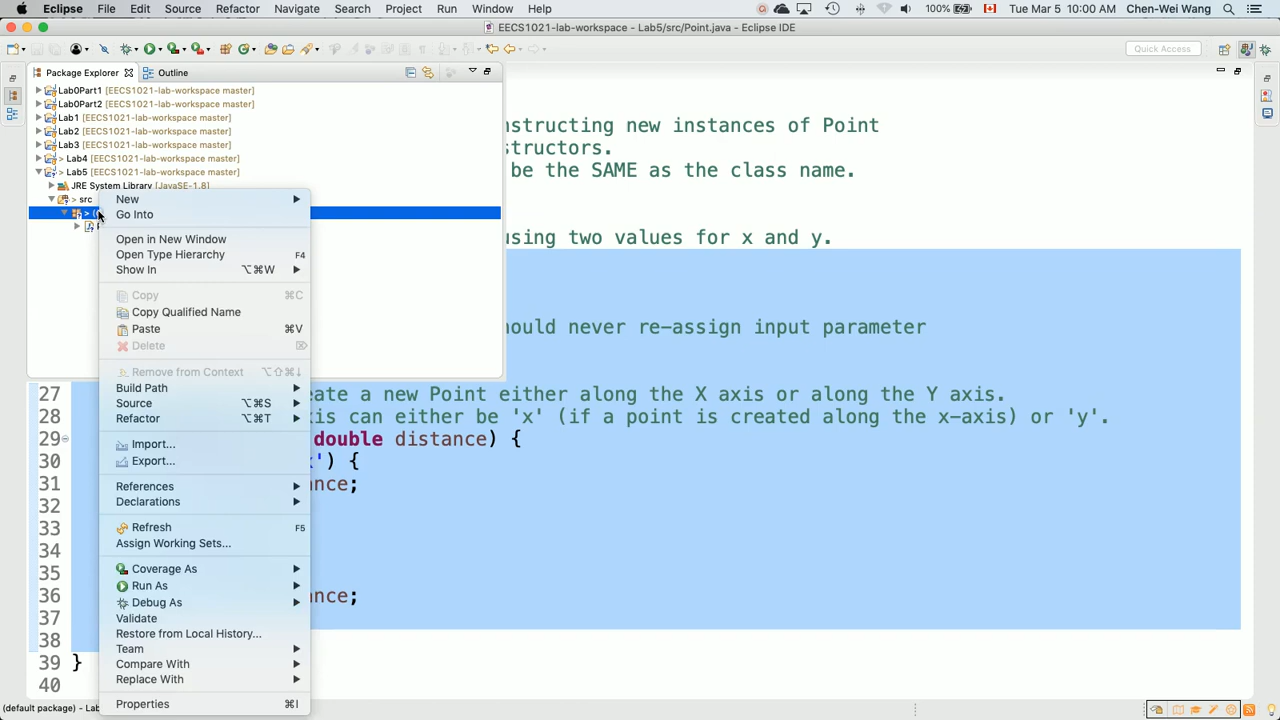 Eclipse File Edit Source Refactor Navigate Search Project Run Window Help 100% Tue Mar 5 10:00 AM Chen-Wei Wang
EECS1021-lab-workspace - Lab5/src/Point.java - Eclipse IDE
Quick Access
Package Explorer Outline
Lab0Part1 [EECS1021-lab-workspace master]
Lab0Part2 [EECS1021-lab-workspace master]
Lab1 [EECS1021-lab-workspace master]
Lab2 [EECS1021-lab-workspace master]
Lab3 [EECS1021-lab-workspace master]
> Lab4 [EECS1021-lab-workspace master]
> Lab5 [EECS1021-lab-workspace master]
JRE System Library [JavaSE-1.8]
> src
> (
New
Go Into
Open in New Window
Open Type Hierarchy F4
Show In ⌥⌘W
Copy ⌘C
Copy Qualified Name
Paste ⌘V
Delete ⌦
Remove from Context ⌥⇧⌘↓
Build Path
Source ⌥⌘S
Refactor ⌥⌘T
Import...
Export...
References
Declarations
Refresh F5
Assign Working Sets...
Coverage As
Run As
Debug As
Validate
Restore from Local History...
Team
Compare With
Replace With
Properties ⌘I
nstructing new instances of Point
structors.
be the SAME as the class name.
using two values for x and y.
ould never re-assign input parameter
27 eate a new Point either along the X axis or along the Y axis.
28 xis can either be 'x' (if a point is created along the x-axis) or 'y'.
29 double distance) {
30 x') {
31 ance;
32
33
34
35
36 ance;
37
38
39 }
40
(default package) - Lab